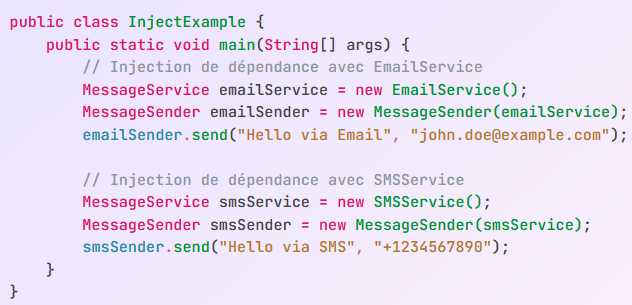 public class InjectExample {
    public static void main(String[] args) {
        // Injection de dépendance avec EmailService
        MessageService emailService = new EmailService();
        MessageSender emailSender = new MessageSender(emailService);
        emailSender.send("Hello via Email", "john.doe@example.com");

        // Injection de dépendance avec SMSService
        MessageService smsService = new SMSService();
        MessageSender smsSender = new MessageSender(smsService);
        smsSender.send("Hello via SMS", "+1234567890");
    }
}